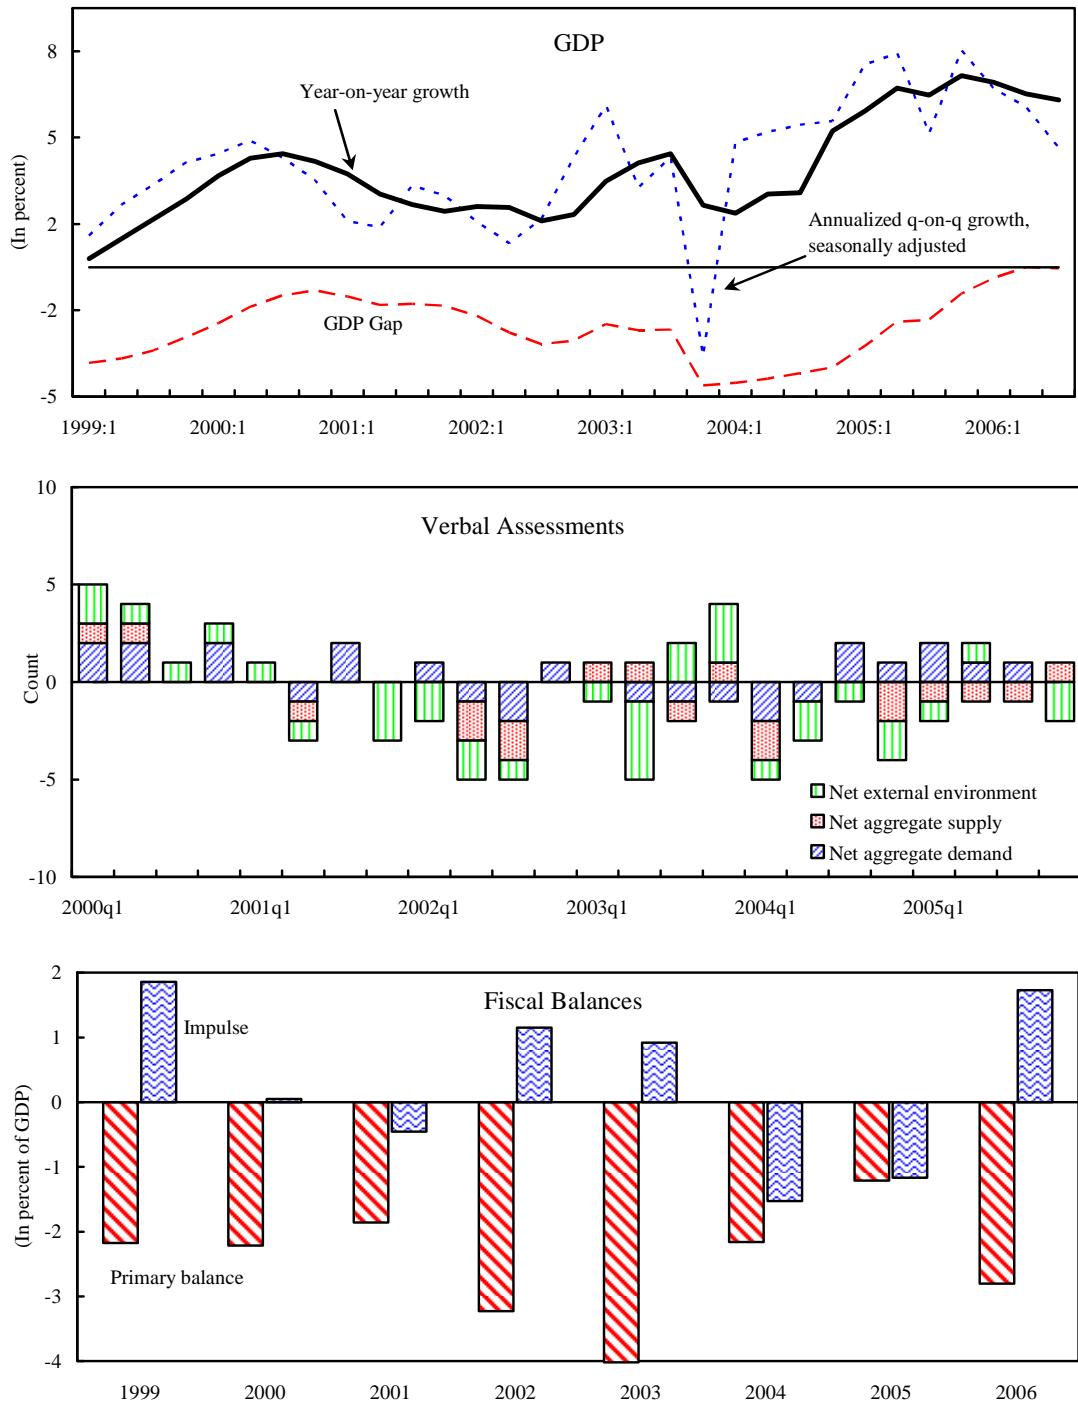 GDP
8
Year-on-year growth
5
(In percent)
2
Annualized q-on-q growth,
seasonally adjusted
-2
GDP Gap
-5
1999:1 2000:1 2001:1 2002:1 2003:1 2004:1 2005:1 2006:1
10
Verbal Assessments
5
Count
0
-5
Net external environment
Net aggregate supply
Net aggregate demand
-10
2000q1 2001q1 2002q1 2003q1 2004q1 2005q1
2
Fiscal Balances
Impulse
1
0
(In percent of GDP)
-1
-2
Primary balance
-3
-4
1999 2000 2001 2002 2003 2004 2005 2006